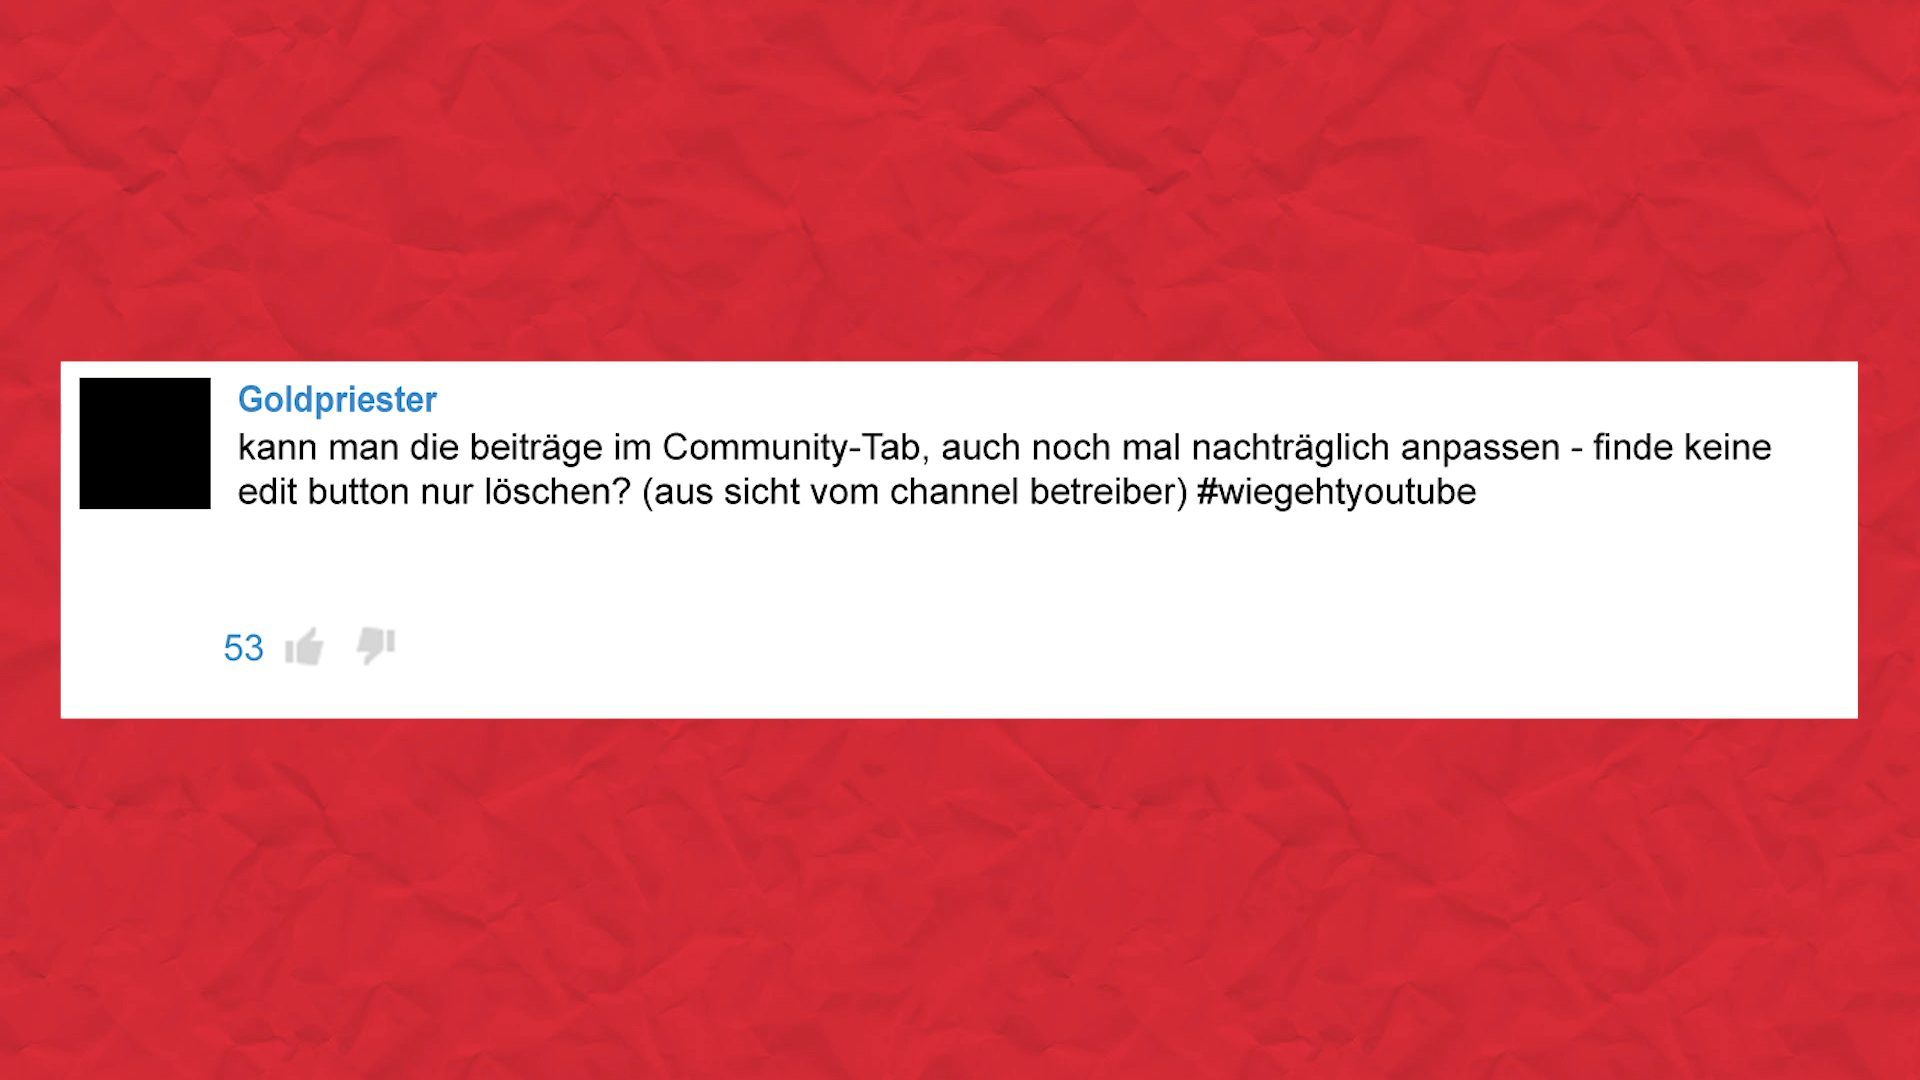 Goldpriester
kann man die beiträge im Community-Tab, auch noch mal nachträglich anpassen - finde keine
edit button nur löschen? (aus sicht vom channel betreiber) #wiegehtyoutube
53